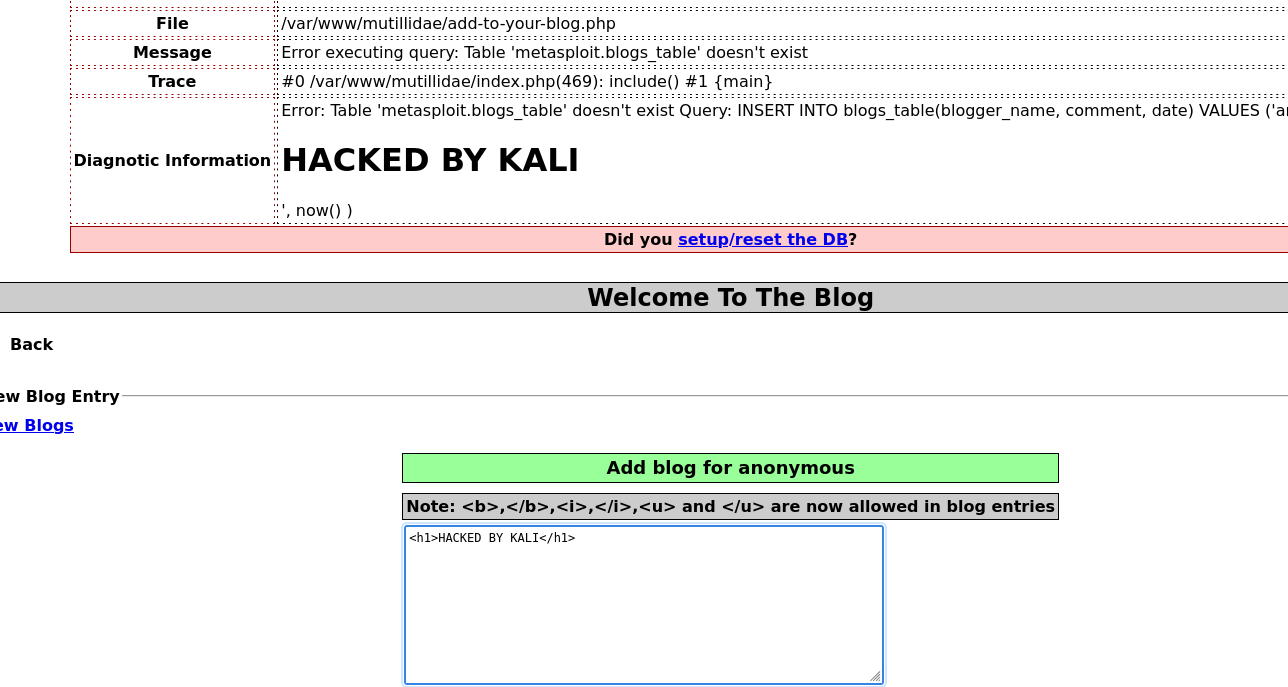 File /var/www/mutillidae/add-to-your-blog.php
Message Error executing query: Table 'metasploit.blogs_table' doesn't exist
Trace #0 /var/www/mutillidae/index.php(469): include() #1 {main}
Error: Table 'metasploit.blogs_table' doesn't exist Query: INSERT INTO blogs_table(blogger_name, comment, date) VALUES ('a
Diagnotic Information HACKED BY KALI
', now() )
Did you setup/reset the DB?
Welcome To The Blog
Back
ew Blog Entry
ew Blogs
Add blog for anonymous
Note: <b>,</b>,<i>,</i>,<u> and </u> are now allowed in blog entries
<h1>HACKED BY KALI</h1>